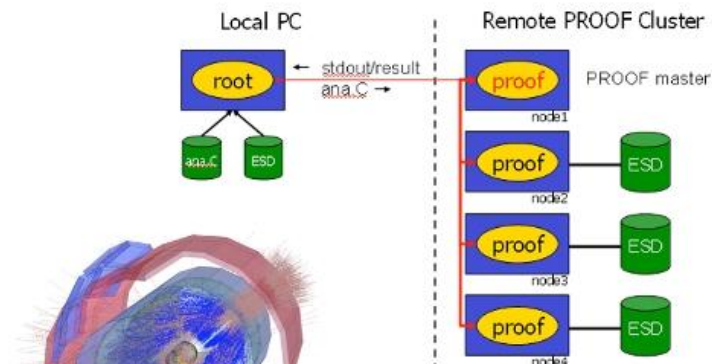 Local PC
Remote PROOF Cluster
root
← stdout/result
ana.C →
proof
PROOF master
node1
ana.C
ESD
proof
ESD
node2
proof
ESD
node3
proof
ESD
node4